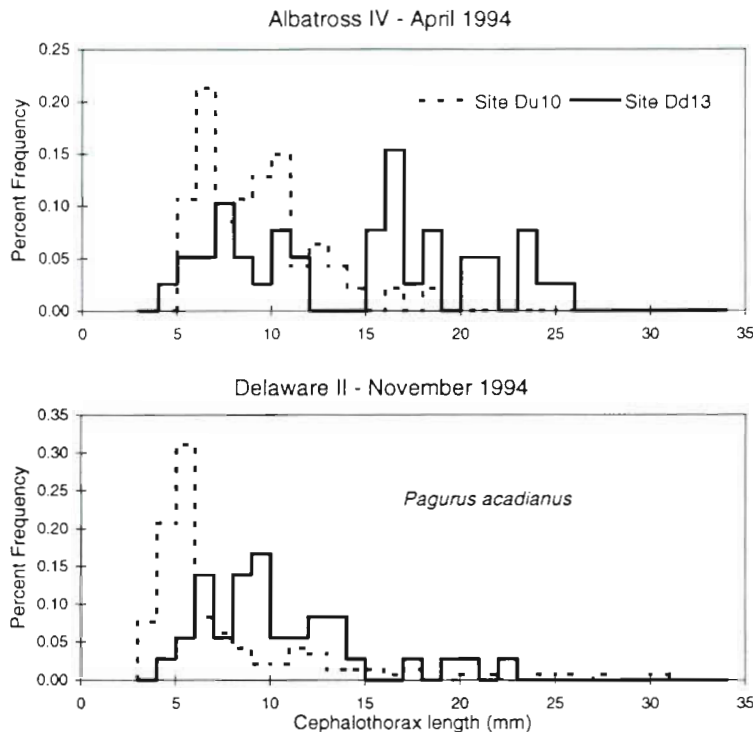 Albatross IV - April 1994
0.25
0.20
0.15
0.10
0.05
0.00
Percent Frequency
Site Du10
Site Dd13
0 5 10 15 20 25 30 35
Delaware II - November 1994
0.35
0.30
0.25
0.20
0.15
0.10
0.05
0.00
Percent Frequency
Pagurus acadianus
0 5 10 15 20 25 30 35
Cephalothorax length (mm)